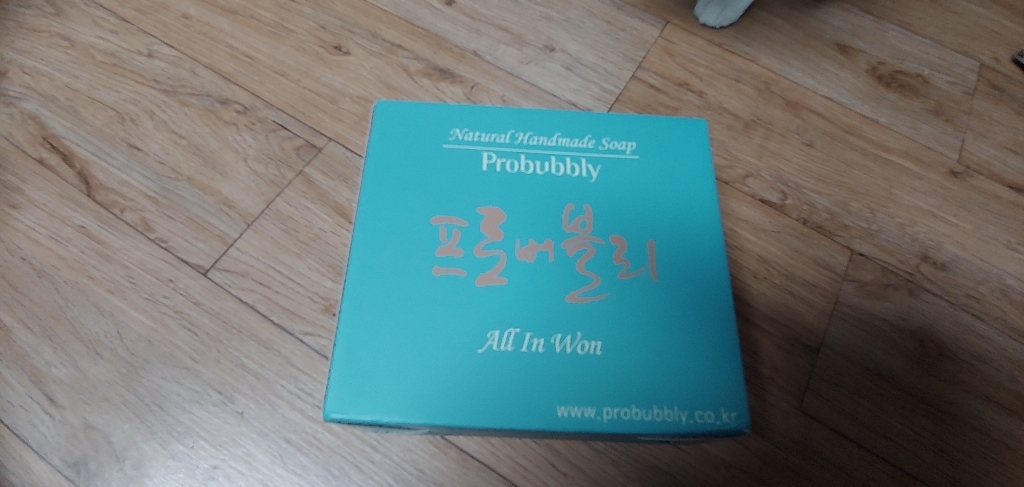 Natural Handmade Soap
Probubbly
프로버블리
All In Won
www.probubbly.co.kr